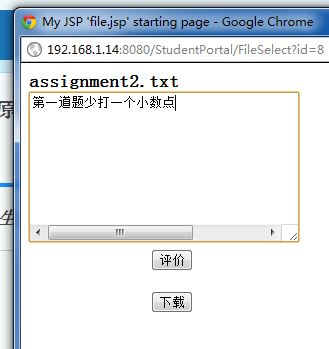 My JSP 'file.jsp' starting page - Google Chrome
192.168.1.14:8080/StudentPortal/FileSelect?id=8
assignment2.txt
第一道题少打一个小数点
评价
下载